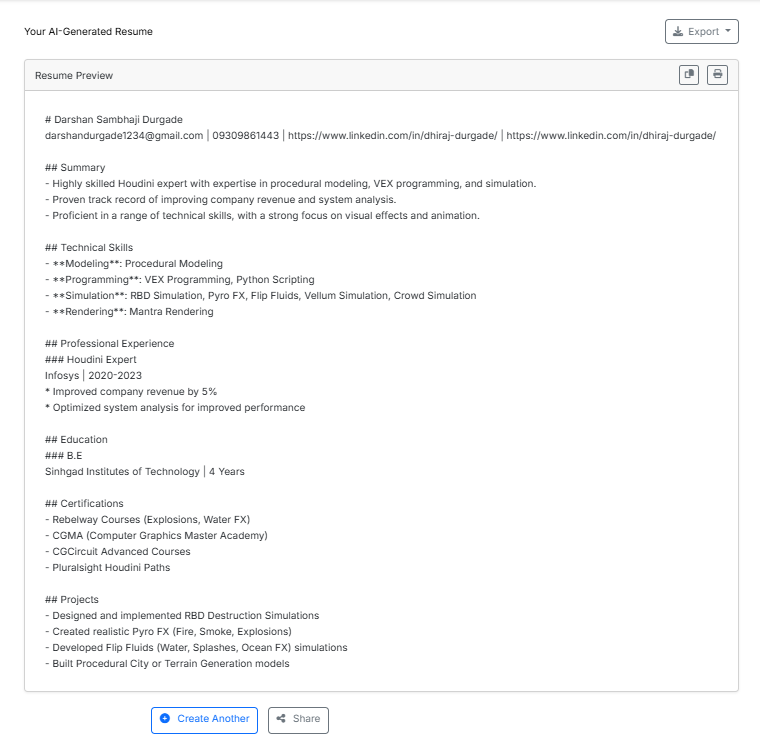 Your AI-Generated Resume
Export
Resume Preview
# Darshan Sambhaji Durgade
darshandurgade1234@gmail.com | 09309861443 | https://www.linkedin.com/in/dhiraj-durgade/ | https://www.linkedin.com/in/dhiraj-durgade/
## Summary
- Highly skilled Houdini expert with expertise in procedural modeling, VEX programming, and simulation.
- Proven track record of improving company revenue and system analysis.
- Proficient in a range of technical skills, with a strong focus on visual effects and animation.
## Technical Skills
- **Modeling**: Procedural Modeling
- **Programming**: VEX Programming, Python Scripting
- **Simulation**: RBD Simulation, Pyro FX, Flip Fluids, Vellum Simulation, Crowd Simulation
- **Rendering**: Mantra Rendering
## Professional Experience
### Houdini Expert
Infosys | 2020-2023
* Improved company revenue by 5%
* Optimized system analysis for improved performance
## Education
### B.E
Sinhgad Institutes of Technology | 4 Years
## Certifications
- Rebelway Courses (Explosions, Water FX)
- CGMA (Computer Graphics Master Academy)
- CGCircuit Advanced Courses
- Pluralsight Houdini Paths
## Projects
- Designed and implemented RBD Destruction Simulations
- Created realistic Pyro FX (Fire, Smoke, Explosions)
- Developed Flip Fluids (Water, Splashes, Ocean FX) simulations
- Built Procedural City or Terrain Generation models
Create Another
Share